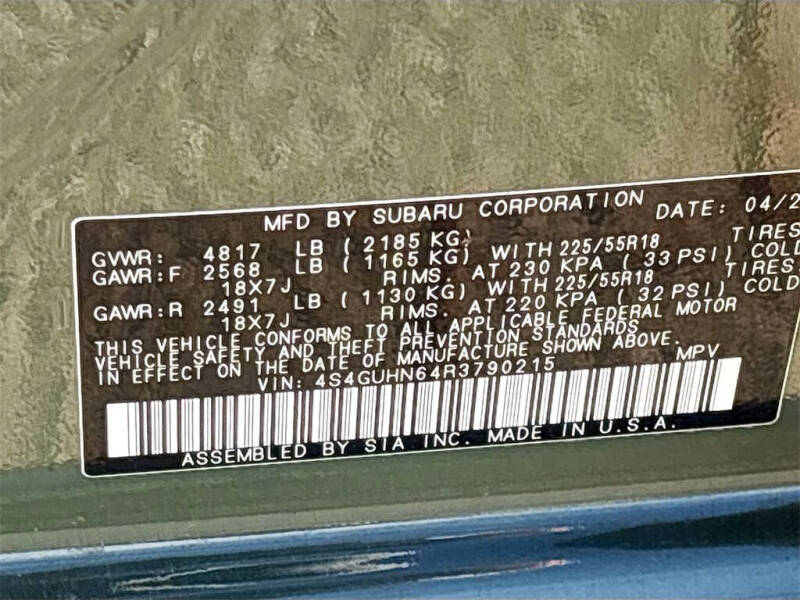 MFD BY SUBARU CORPORATION DATE: 04/2
GVWR: 4817 LB ( 2185 KG)
GAWR:F 2568 LB ( 1165 KG) WITH 225/55R18 TIRES
18X7J RIMS. AT 230 KPA ( 33 PSI) COLD
GAWR:R 2491 LB ( 1130 KG) WITH 225/55R18 TIRES
18X7J RIMS. AT 220 KPA ( 32 PSI) COLD
THIS VEHICLE CONFORMS TO ALL APPLICABLE FEDERAL MOTOR
VEHICLE SAFETY AND THEFT PREVENTION STANDARDS
IN EFFECT ON THE DATE OF MANUFACTURE SHOWN ABOVE.
VIN: 4S4GUHN64R3790215 MPV
ASSEMBLED BY SIA INC. MADE IN U.S.A.